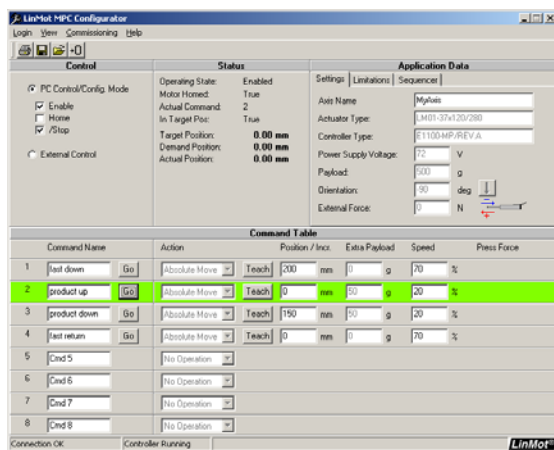 LinMot MPC Configurator
Login View Commissioning Help
Control
PC Control/Config. Mode
Enable
Home
/Stop
External Control
Status
Operating State: Enabled
Motor Homed: True
Actual Command: 2
In Target Pos: True
Target Position: 0.00 mm
Demand Position: 0.00 mm
Actual Position: 0.00 mm
Application Data
Settings Limitations Sequencer
Axis Name MyAxis
Actuator Type: LM01-37x120/280
Controller Type: E1100-MP/REV.A
Power Supply Voltage: 72 V
Payload: 500 g
Orientation: -90 deg
External Force: 0 N
Command Table
Command Name Action Position / Incr. Extra Payload Speed Press Force
1 fast down Go Absolute Move Teach 200 mm 0 g 70 %
2 product up Go Absolute Move Teach 0 mm 50 g 20 %
3 product down Go Absolute Move Teach 150 mm 50 g 20 %
4 fast return Go Absolute Move Teach 0 mm 0 g 70 %
5 Cmd 5 No Operation
6 Cmd 6 No Operation
7 Cmd 7 No Operation
8 Cmd 8 No Operation
Connection OK Controller Running LinMot